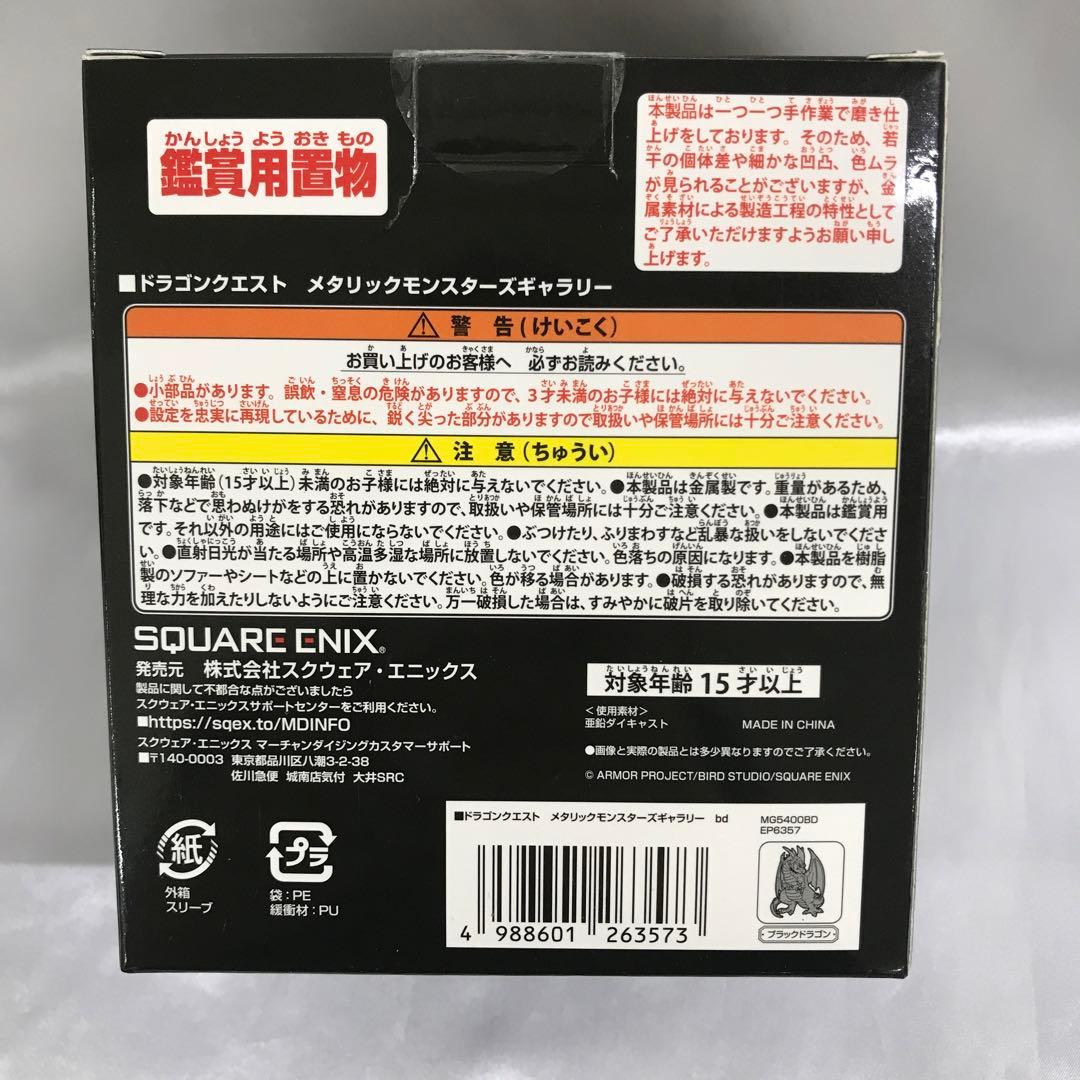 鑑賞用置物
かんしょう よう おき もの
本製品は一つ一つ手作業で磨き仕
上げをしております。そのため、若
干の個体差や細かな凹凸、色ムラ
が見られることがございますが、金
属素材による製造工程の特性として
ご了承いただけますようお願い申し
上げます。
■ドラゴンクエスト メタリックモンスターズギャラリー
⚠ 警 告(けいこく)
お買い上げのお客様へ 必ずお読みください。
●小部品があります。誤飲・窒息の危険がありますので、3才未満のお子様には絶対に与えないでください。
●設定を忠実に再現しているために、鋭く尖った部分がありますので取扱いや保管場所には十分ご注意ください。
⚠ 注 意(ちゅうい)
●対象年齢(15才以上)未満のお子様には絶対に与えないでください。●本製品は金属製です。重量があるため、
落下などで思わぬけがをする恐れがありますので、取扱いや保管場所には十分ご注意ください。●本製品は鑑賞用
です。それ以外の用途にはご使用にならないでください。●ぶつけたり、ふりまわすなど乱暴な扱いをしないでくださ
い。●直射日光が当たる場所や高温多湿な場所に放置しないでください。色落ちの原因になります。●本製品を樹脂
製のソファーやシートなどの上に置かないでください。色が移る場合があります。●破損する恐れがありますので、無
理な力を加えたりしないようにご注意ください。万一破損した場合は、すみやかに破片を取り除いてください。
SQUARE ENIX®
発売元 株式会社スクウェア・エニックス
製品に関して不都合な点がございましたら
スクウェア・エニックスサポートセンターをご利用ください。
■https://sqex.to/MDINFO
スクウェア・エニックス マーチャンダイジングカスタマーサポート
■〒140-0003 東京都品川区八潮3-2-38
佐川急便 城南店気付 大井SRC
対象年齢 15 才以上
たいしょうねんれい さい いじょう
<使用素材>
亜鉛ダイキャスト MADE IN CHINA
●画像と実際の製品とは多少異なりますのでご了承ください。
© ARMOR PROJECT/BIRD STUDIO/SQUARE ENIX
紙
外箱
スリーブ
プラ
袋:PE
緩衝材:PU
■ドラゴンクエスト メタリックモンスターズギャラリー bd
MG5400BD
EP6357
4 988601 263573
・ブラックドラゴン・